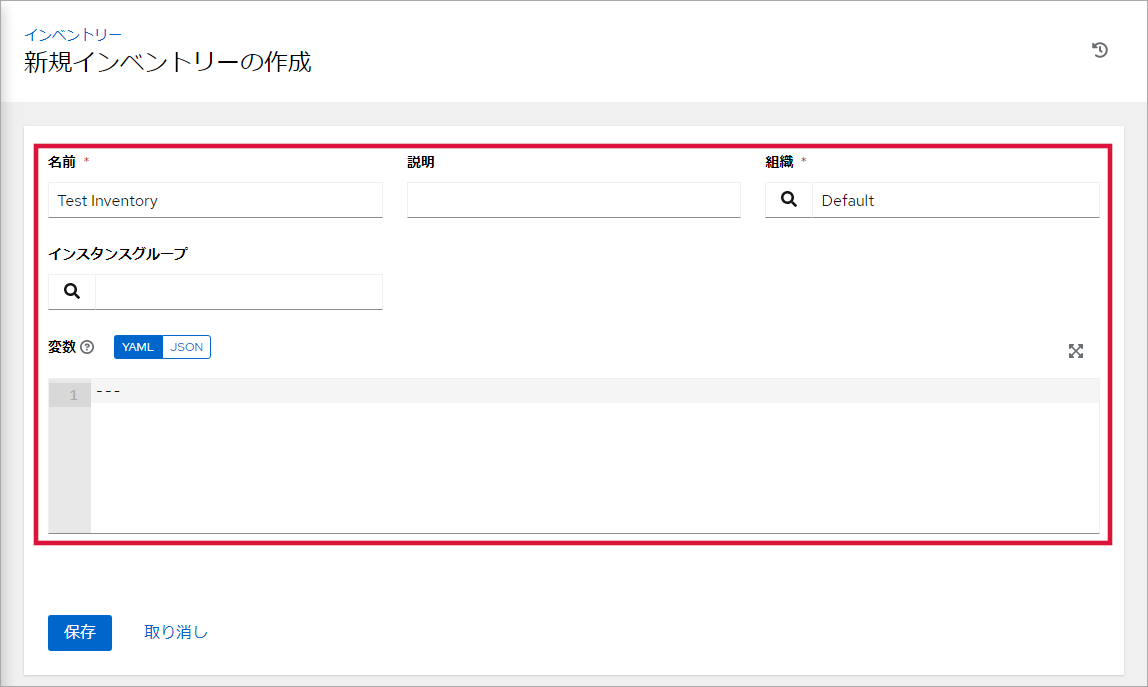 インベントリー
新規インベントリーの作成
名前 *
説明
組織 *
Test Inventory
Default
インスタンスグループ
変数 ? YAML JSON
1 ---
保存 取り消し